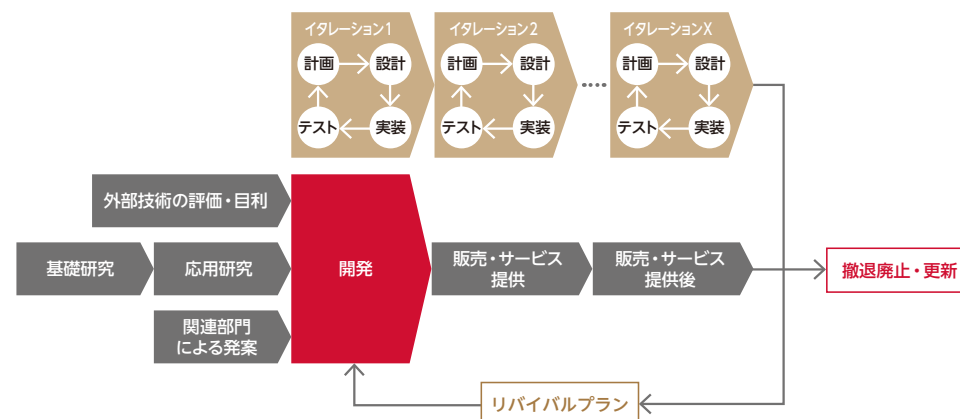 イタレーション1
計画
設計
テスト
実装
イタレーション2
計画
設計
テスト
実装
イタレーションX
計画
設計
テスト
実装
外部技術の評価・目利
基礎研究
応用研究
関連部門
による発案
開発
販売・サービス
提供
販売・サービス
提供後
撤退廃止・更新
リバイバルプラン